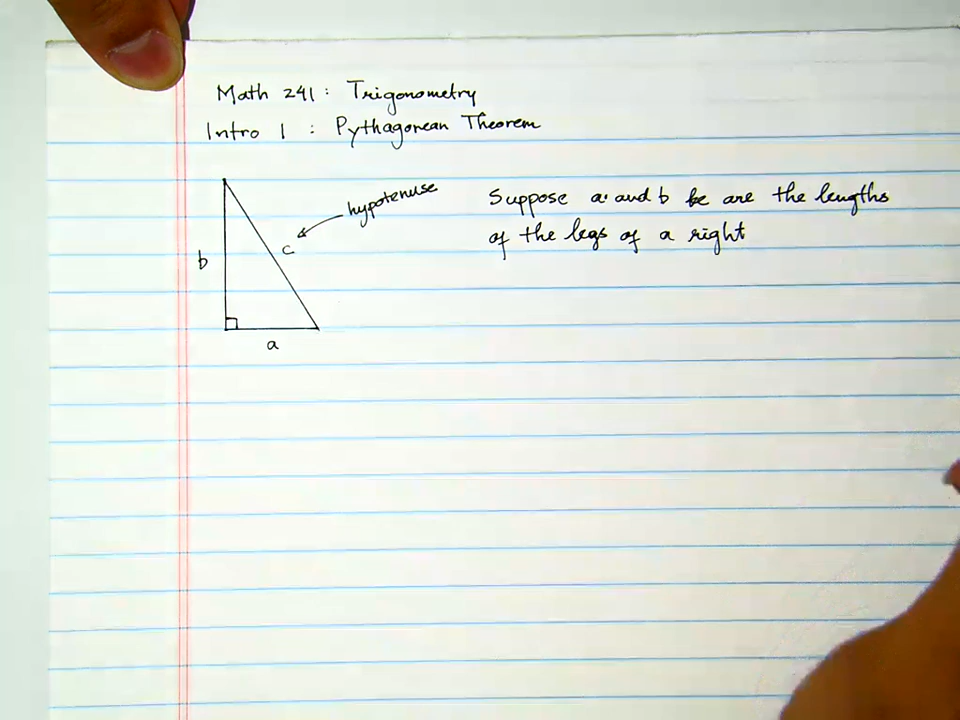 Math 241: Trigonometry
Intro 1 : Pythagorean Theorem
hypotenuse
Suppose a and b be are the lengths
of the legs of a right
b
c
a